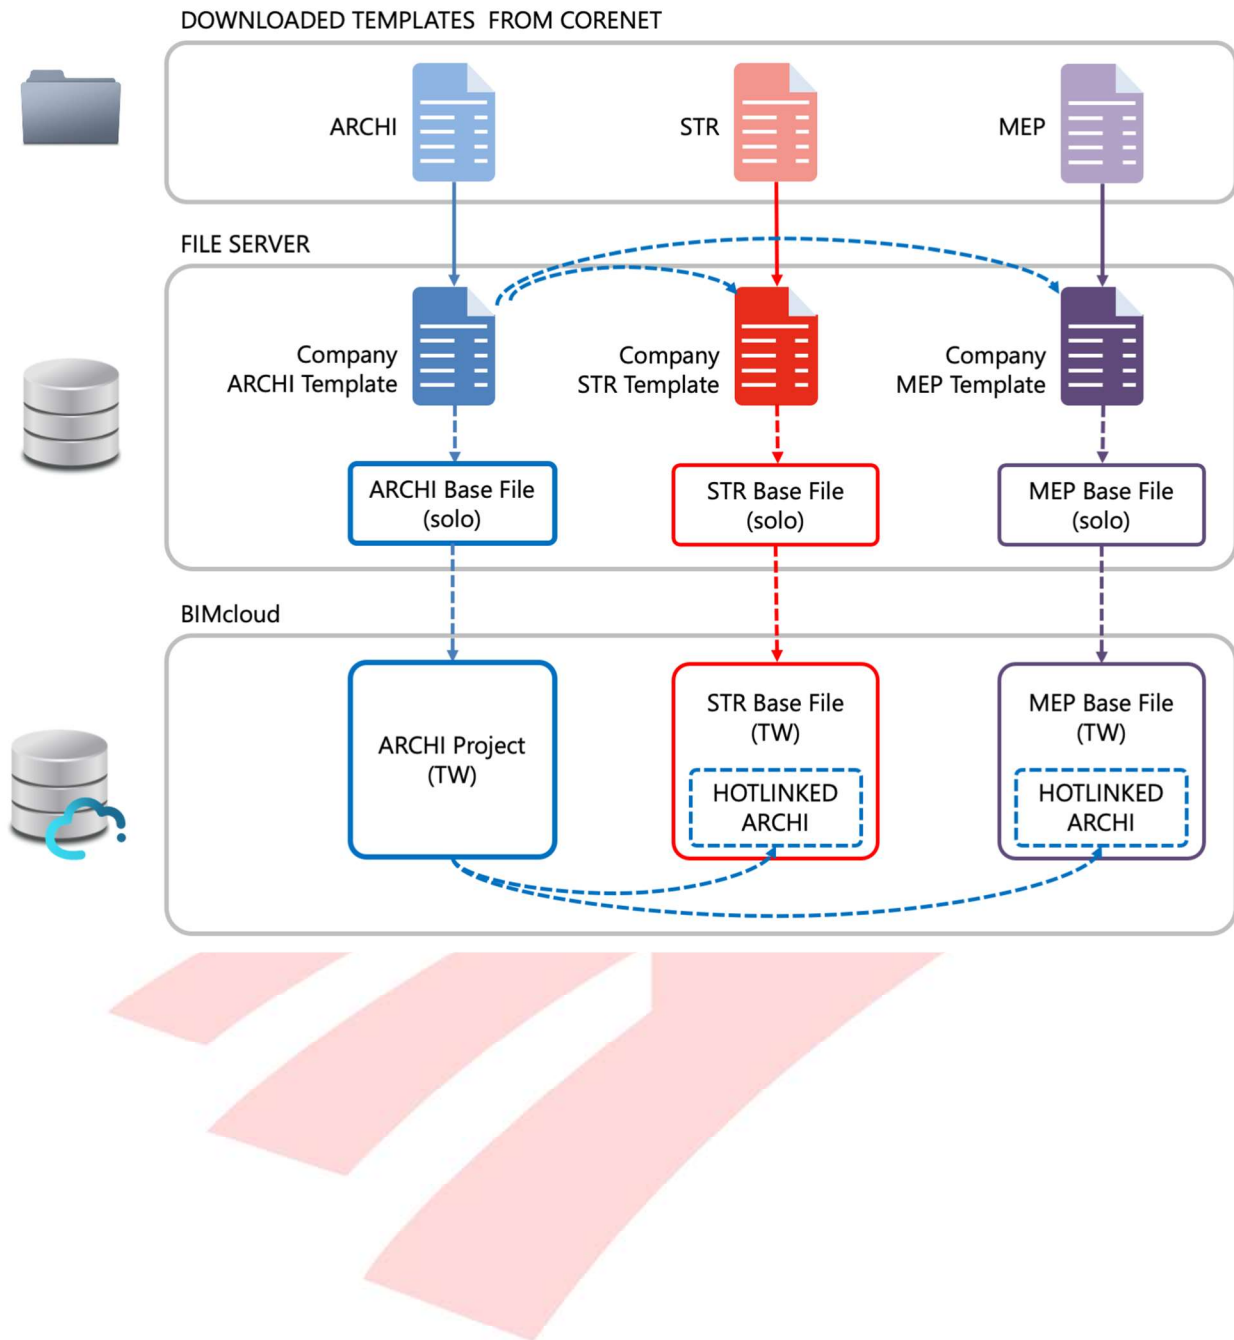 DOWNLOADED TEMPLATES FROM CORENET
ARCHI
STR
MEP
FILE SERVER
Company
ARCHI Template
Company
STR Template
Company
MEP Template
ARCHI Base File
(solo)
STR Base File
(solo)
MEP Base File
(solo)
BIMcloud
ARCHI Project
(TW)
STR Base File
(TW)
HOTLINKED
ARCHI
MEP Base File
(TW)
HOTLINKED
ARCHI